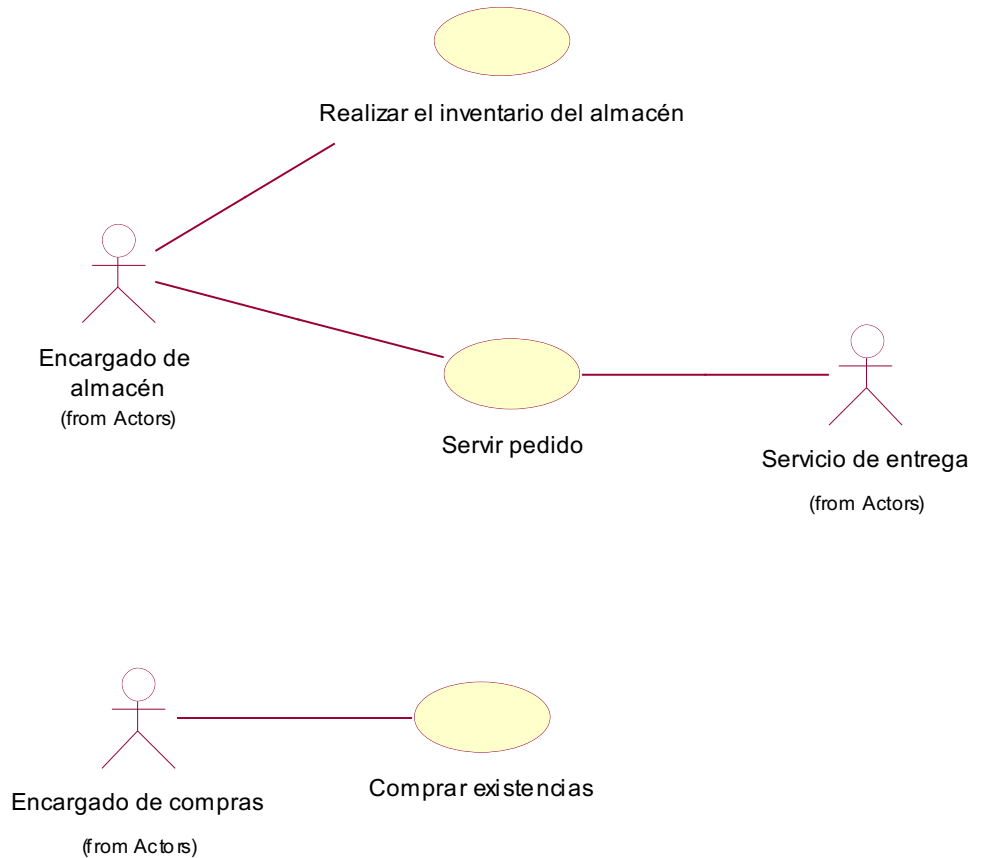 Realizar el inventario del almacén
Encargado de
almacén
(from Actors)
Servir pedido
Servicio de entrega
(from Actors)
Encargado de compras
(from Actors)
Comprar existencias